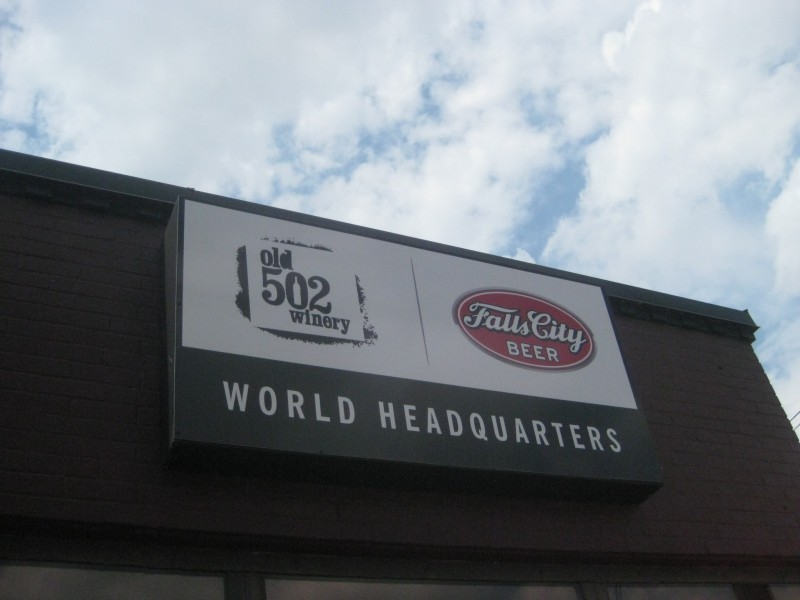 old
502
winery
Falls City
BEER
WORLD HEADQUARTERS